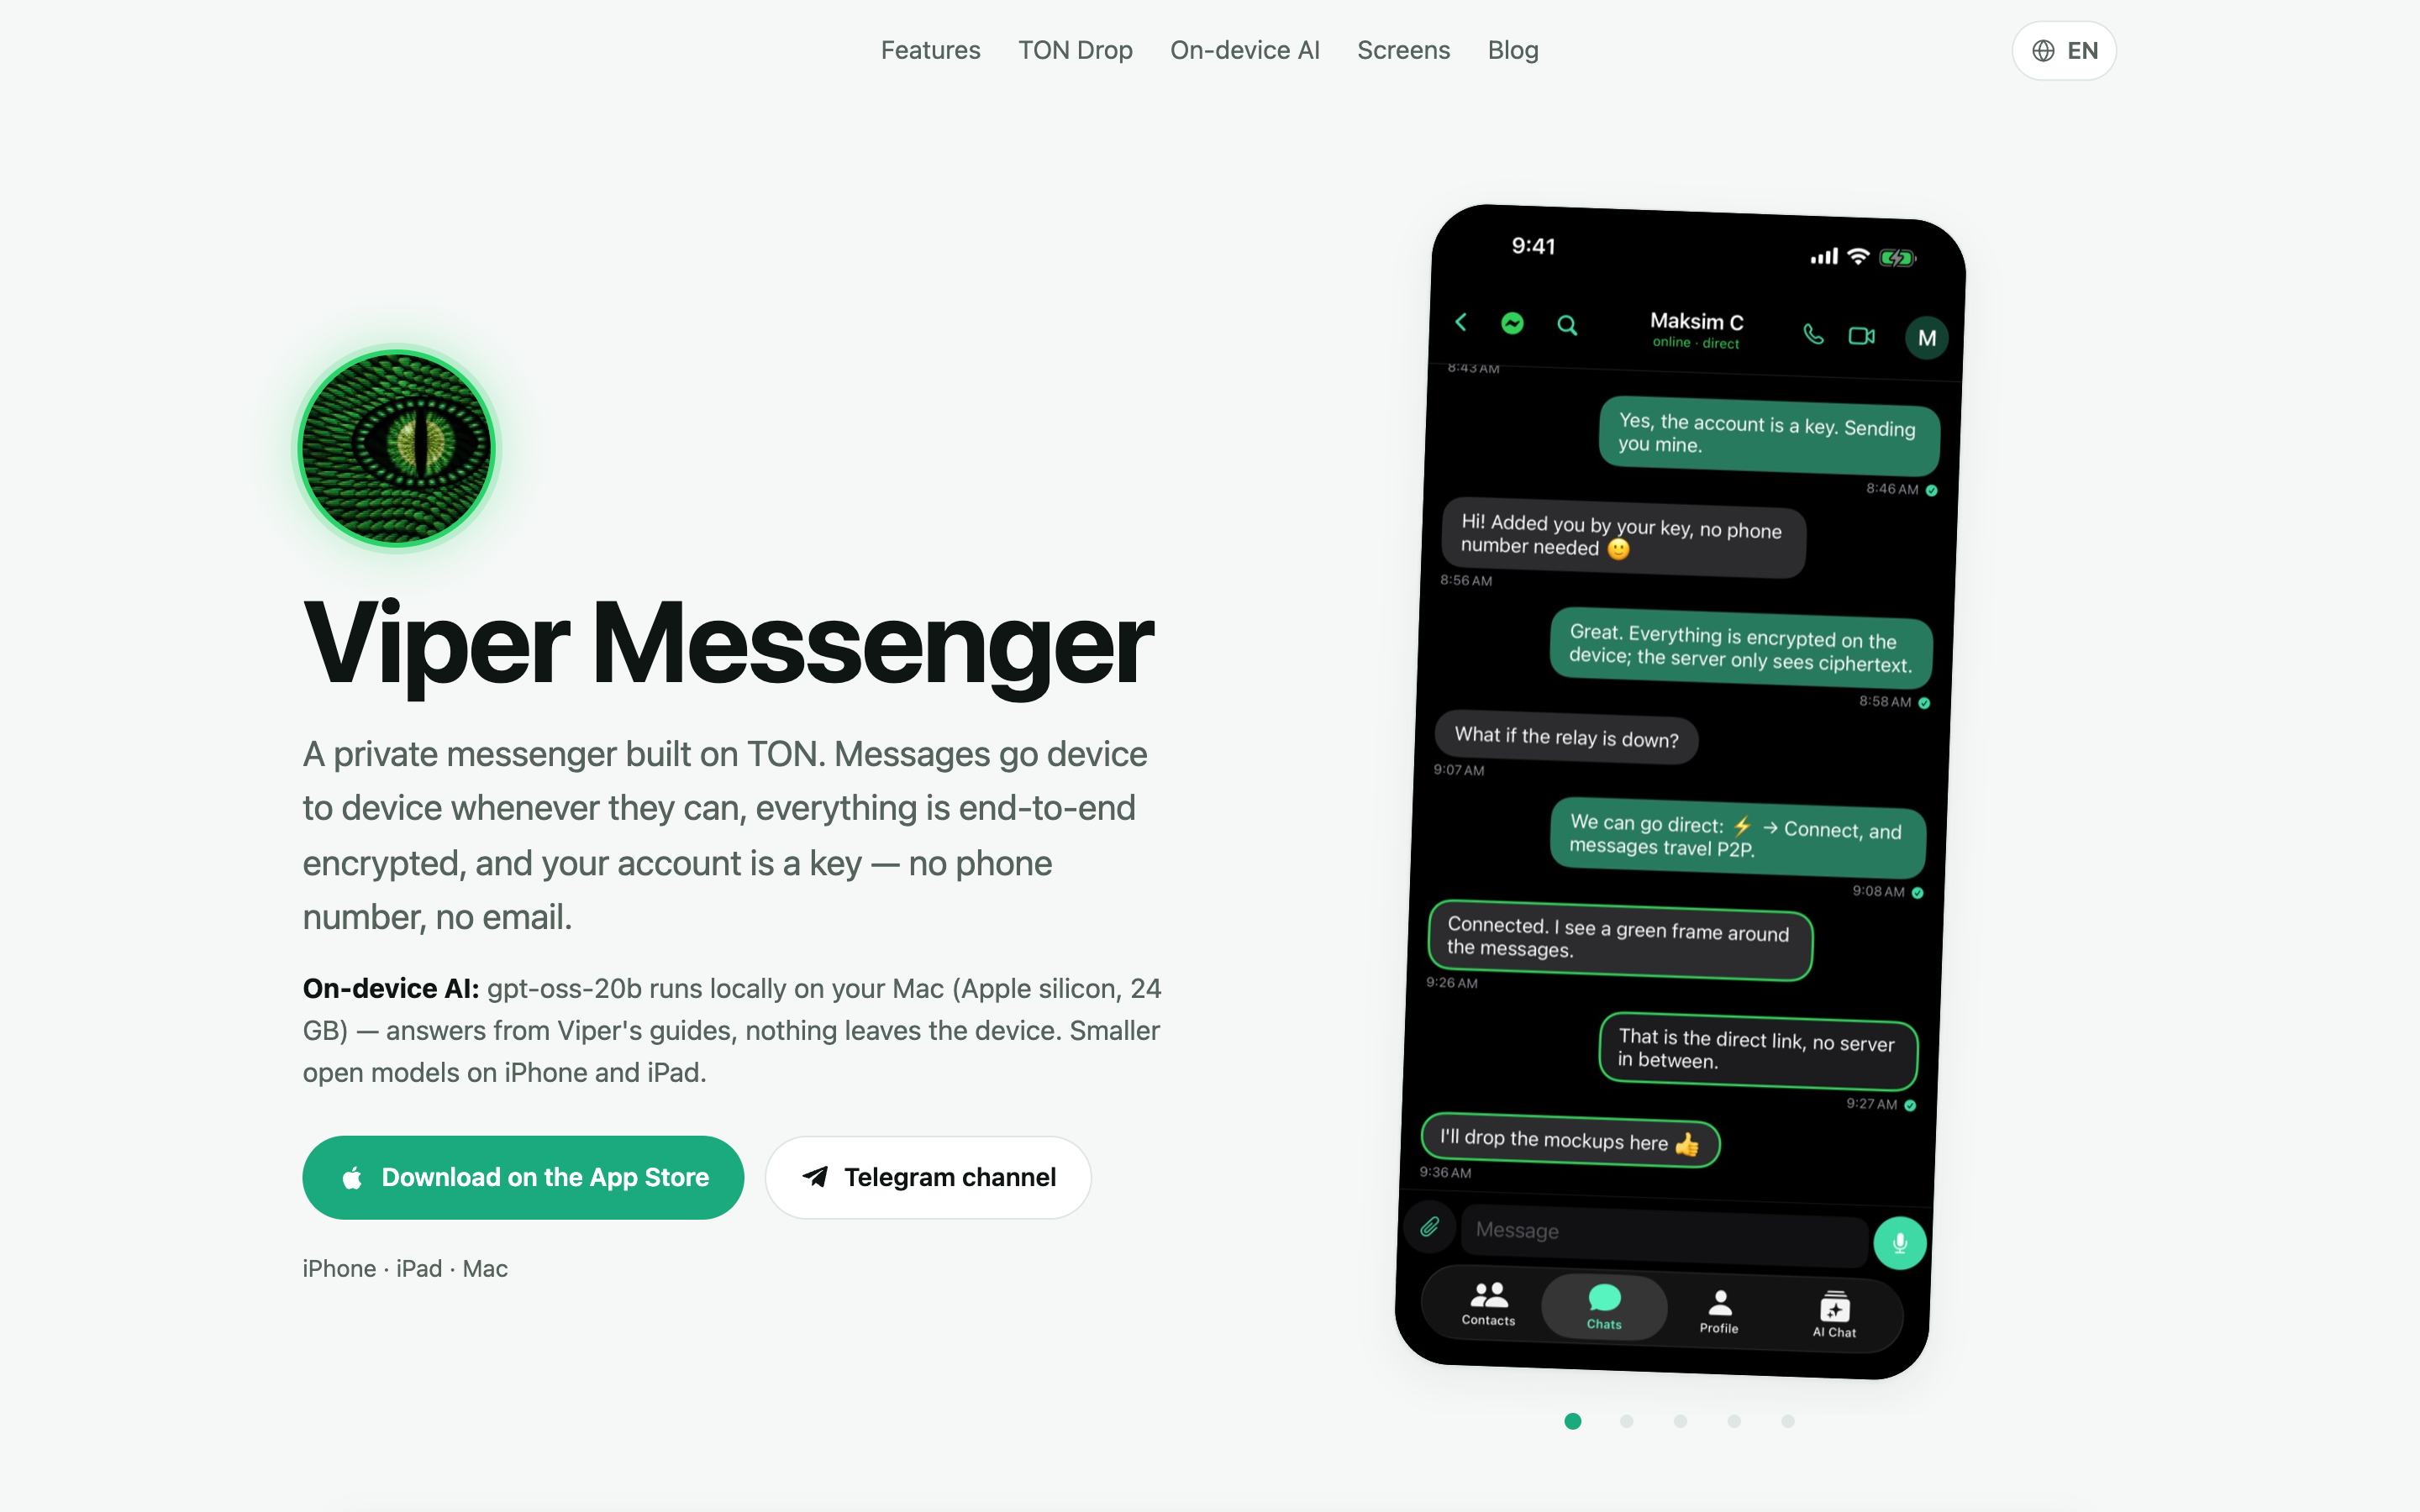 Features
TON Drop
On-device AI
Screens
Blog
EN
Viper Messenger
A private messenger built on TON. Messages go device
to device whenever they can, everything is end-to-end
encrypted, and your account is a key — no phone
number, no email.
On-device AI: gpt-oss-20b runs locally on your Mac (Apple silicon, 24
GB) — answers from Viper's guides, nothing leaves the device. Smaller
open models on iPhone and iPad.
Download on the App Store
Telegram channel
iPhone · iPad · Mac
9:41
Maksim C
online · direct
M
8:43 AM
Yes, the account is a key. Sending
you mine.
8:46 AM
Hi! Added you by your key, no phone
number needed 🙂
8:56 AM
Great. Everything is encrypted on the
device; the server only sees ciphertext.
8:58 AM
What if the relay is down?
9:07 AM
We can go direct: ⚡ → Connect, and
messages travel P2P.
9:08 AM
Connected. I see a green frame around
the messages.
9:26 AM
That is the direct link, no server
in between.
9:27 AM
I'll drop the mockups here 👍
9:36 AM
Message
Contacts
Chats
Profile
AI Chat